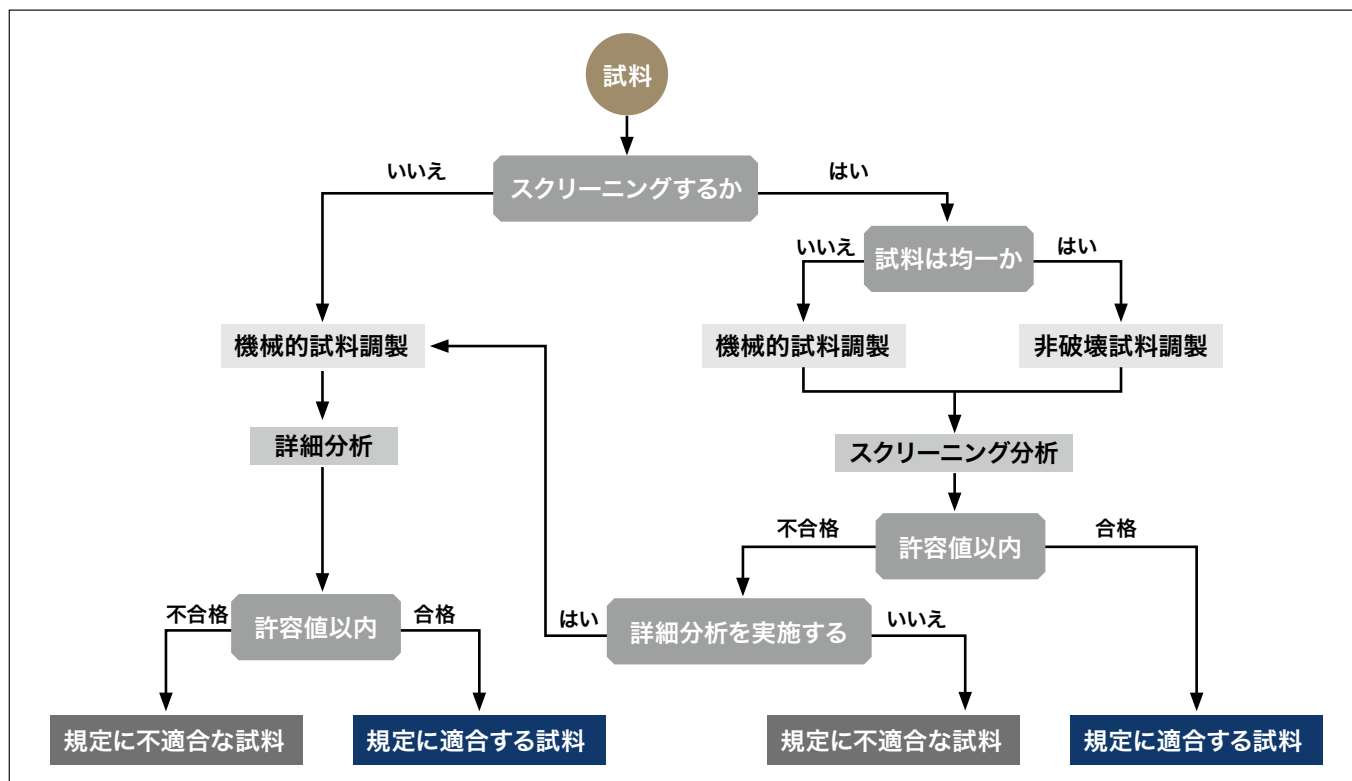 試料
スクリーニングするか
いいえ
はい
試料は均一か
いいえ
はい
機械的試料調製
機械的試料調製
非破壊試料調製
詳細分析
スクリーニング分析
許容値以内
不合格
合格
許容値以内
不合格
合格
詳細分析を実施する
はい
いいえ
規定に不適合な試料
規定に適合する試料
規定に不適合な試料
規定に適合する試料